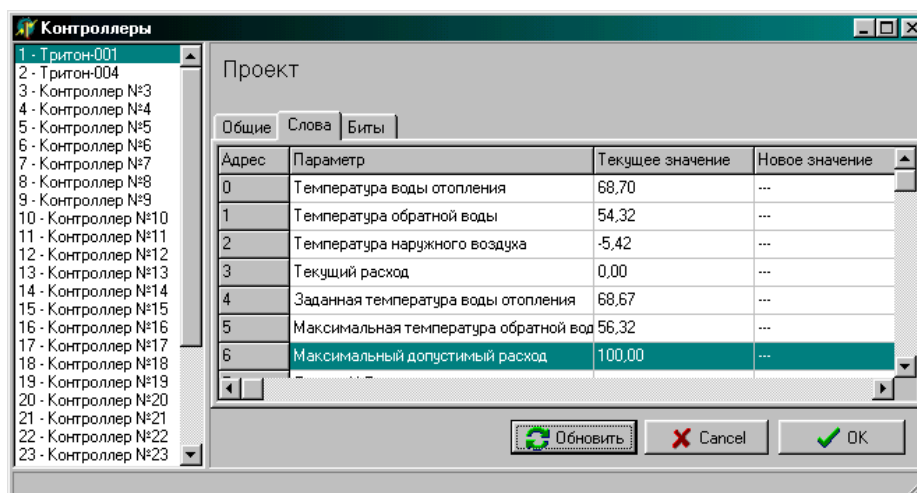 Контроллеры
1 - Тритон-001
2 - Тритон-004
3 - Контроллер №3
4 - Контроллер №4
5 - Контроллер №5
6 - Контроллер №6
7 - Контроллер №7
8 - Контроллер №8
9 - Контроллер №9
10 - Контроллер №10
11 - Контроллер №11
12 - Контроллер №12
13 - Контроллер №13
14 - Контроллер №14
15 - Контроллер №15
16 - Контроллер №16
17 - Контроллер №17
18 - Контроллер №18
19 - Контроллер №19
20 - Контроллер №20
21 - Контроллер №21
22 - Контроллер №22
23 - Контроллер №23
Проект
Общие Слова Биты
Адрес Параметр Текущее значение Новое значение
0 Температура воды отопления 68,70 ---
1 Температура обратной воды 54,32 ---
2 Температура наружного воздуха -5,42 ---
3 Текущий расход 0,00 ---
4 Заданная температура воды отопления 68,67 ---
5 Максимальная температура обратной вод 56,32 ---
6 Максимальный допустимый расход 100,00 ---
Обновить Cancel OK